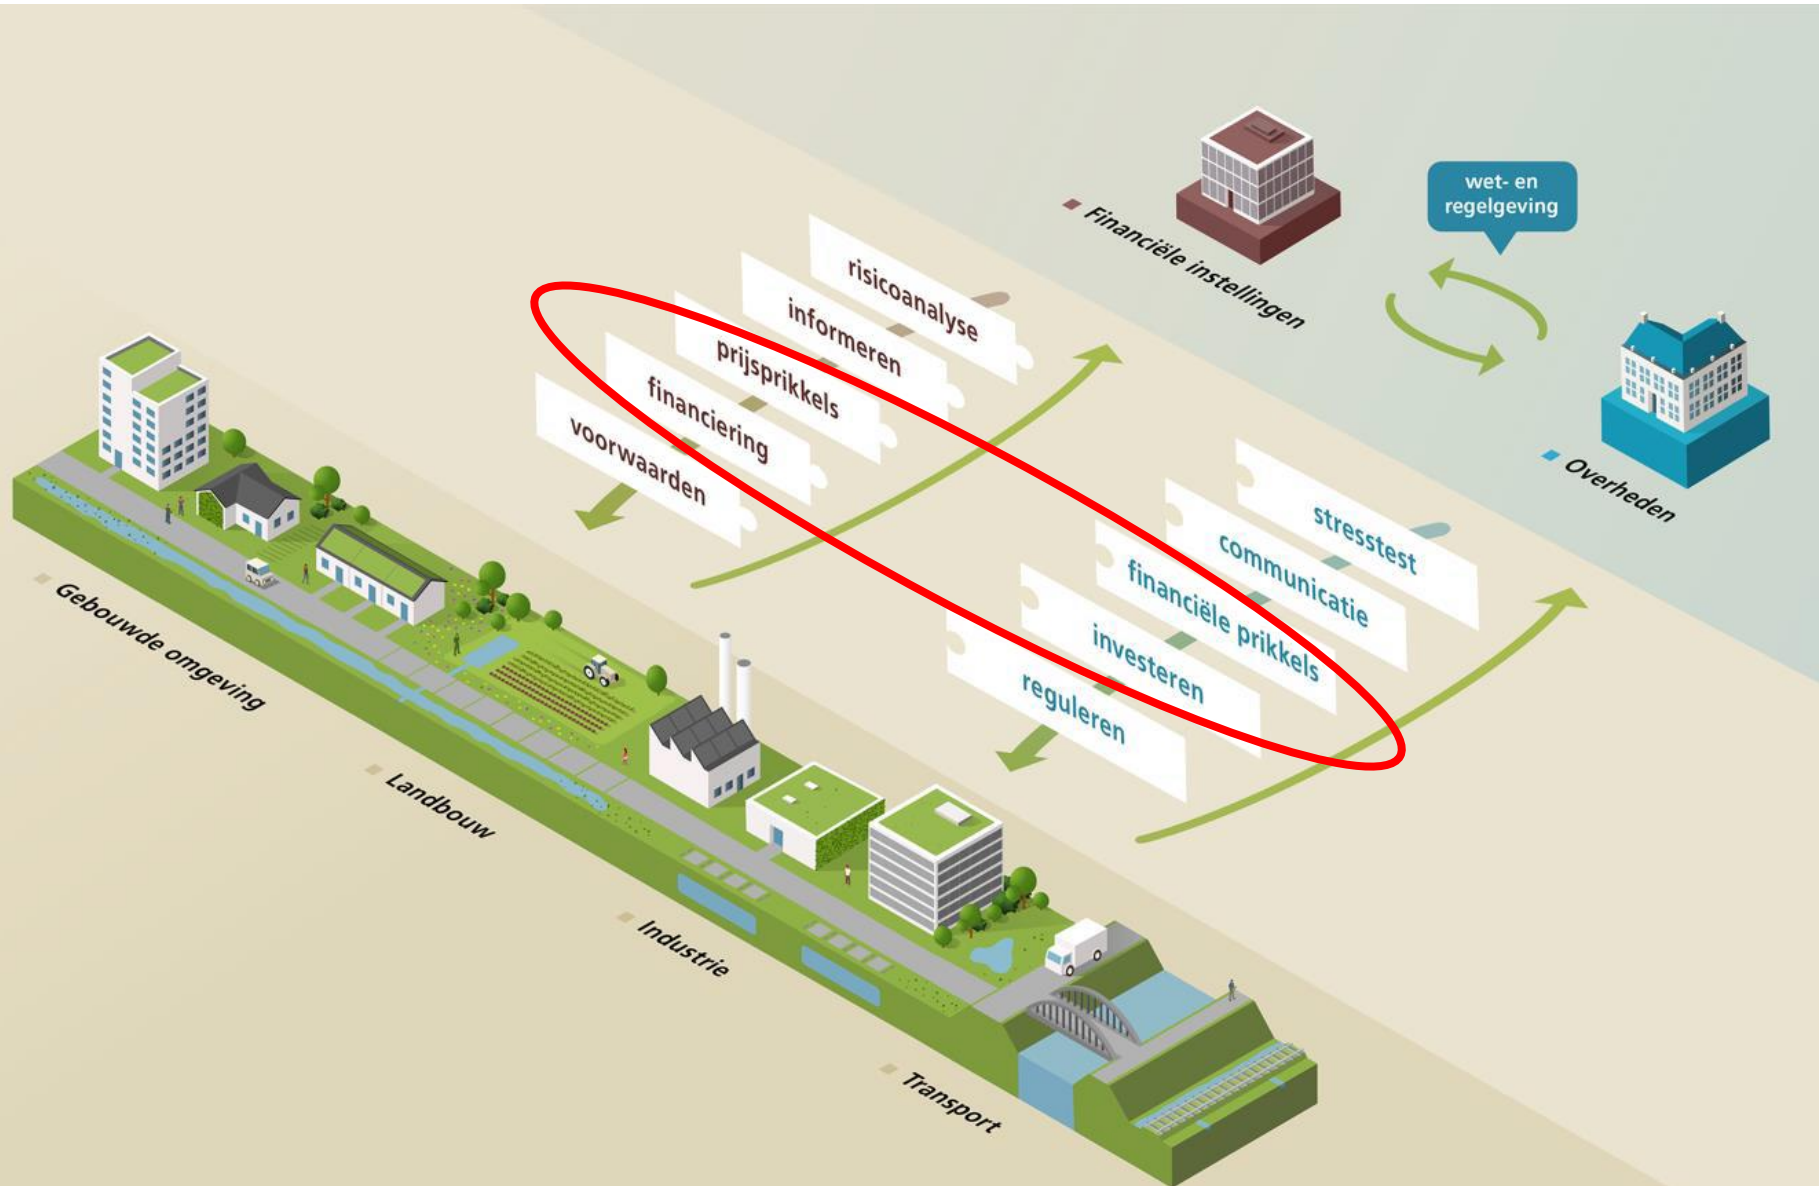 wet- en
regelgeving
Financiële instellingen
Overheden
risicoanalyse
informeren
prijsprikkels
financiering
voorwaarden
stresstest
communicatie
financiële prikkels
investeren
reguleren
Gebouwde omgeving
Landbouw
Industrie
Transport